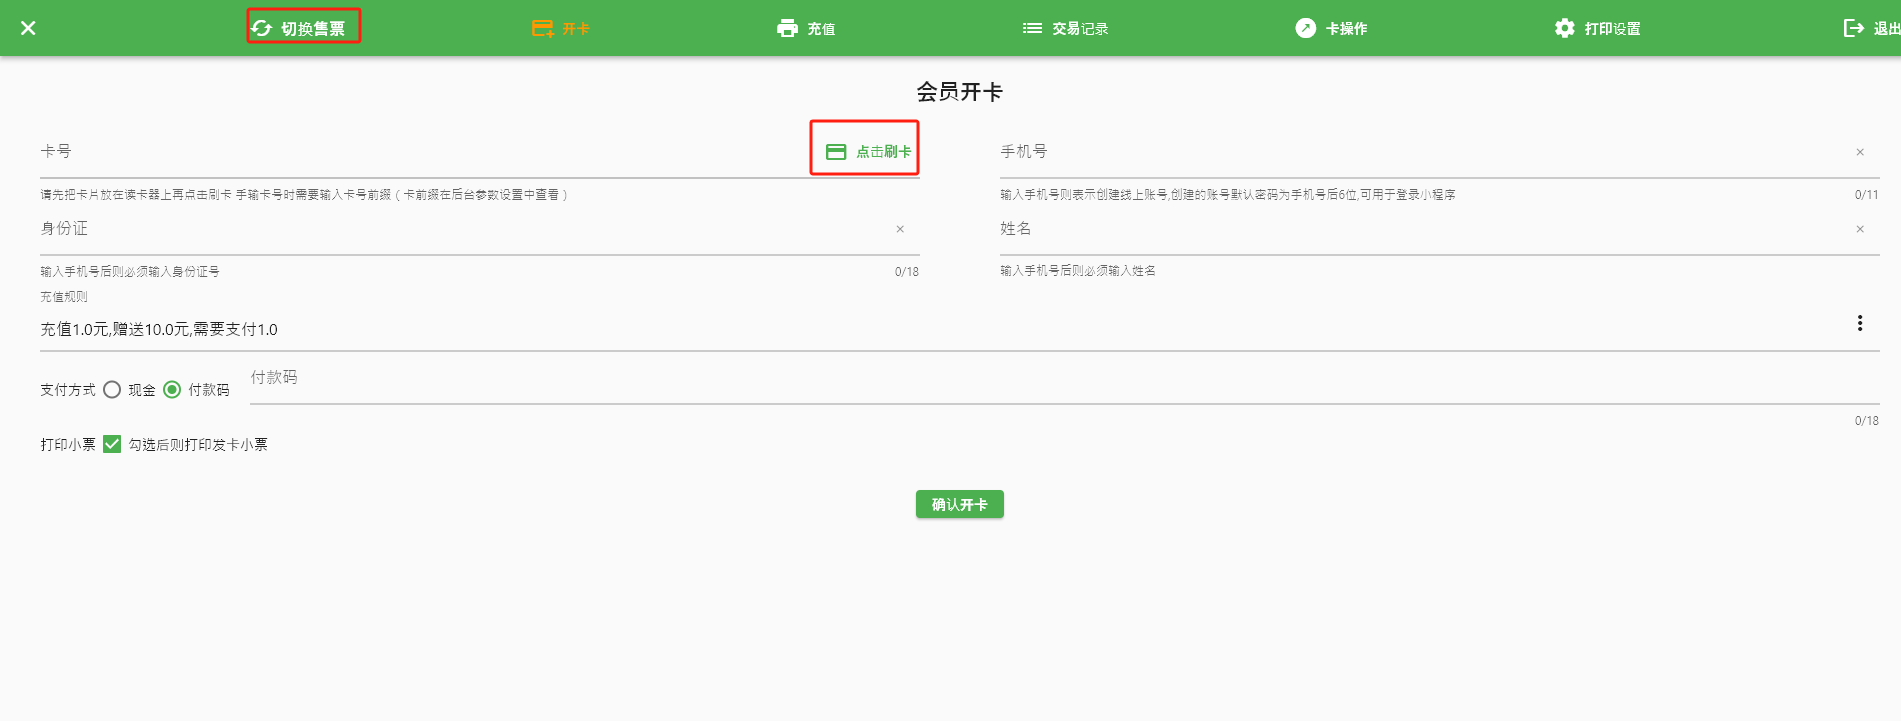 切换售票 开卡 充值 交易记录 卡操作 打印设置 退出
会员开卡
卡号 点击刷卡 手机号
请先把卡片放在读卡器上再点击刷卡 手输卡号时需要输入卡号前缀（卡前缀在后台参数设置中查看） 输入手机号则表示创建线上账号,创建的账号默认密码为手机号后6位,可用于登录小程序 0/11
身份证 姓名
输入手机号后则必须输入身份证号 0/18 输入手机号后则必须输入姓名
充值规则
充值1.0元,赠送10.0元,需要支付1.0
支付方式 现金 付款码 付款码
0/18
打印小票 勾选后则打印发卡小票
确认开卡